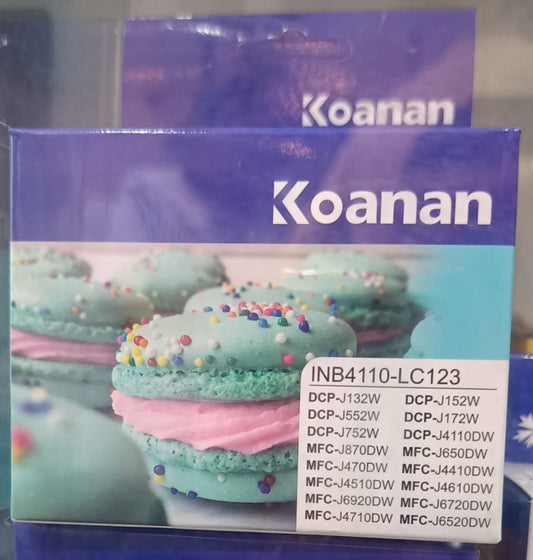 Koanan
Koanan
INB4110-LC123
DCP-J132W DCP-J152W
DCP-J552W DCP-J172W
DCP-J752W DCP-J4110DW
MFC-J870DW MFC-J650DW
MFC-J470DW MFC-J4410DW
MFC-J4510DW MFC-J4610DW
MFC-J6920DW MFC-J6720DW
MFC-J4710DW MFC-J6520DW